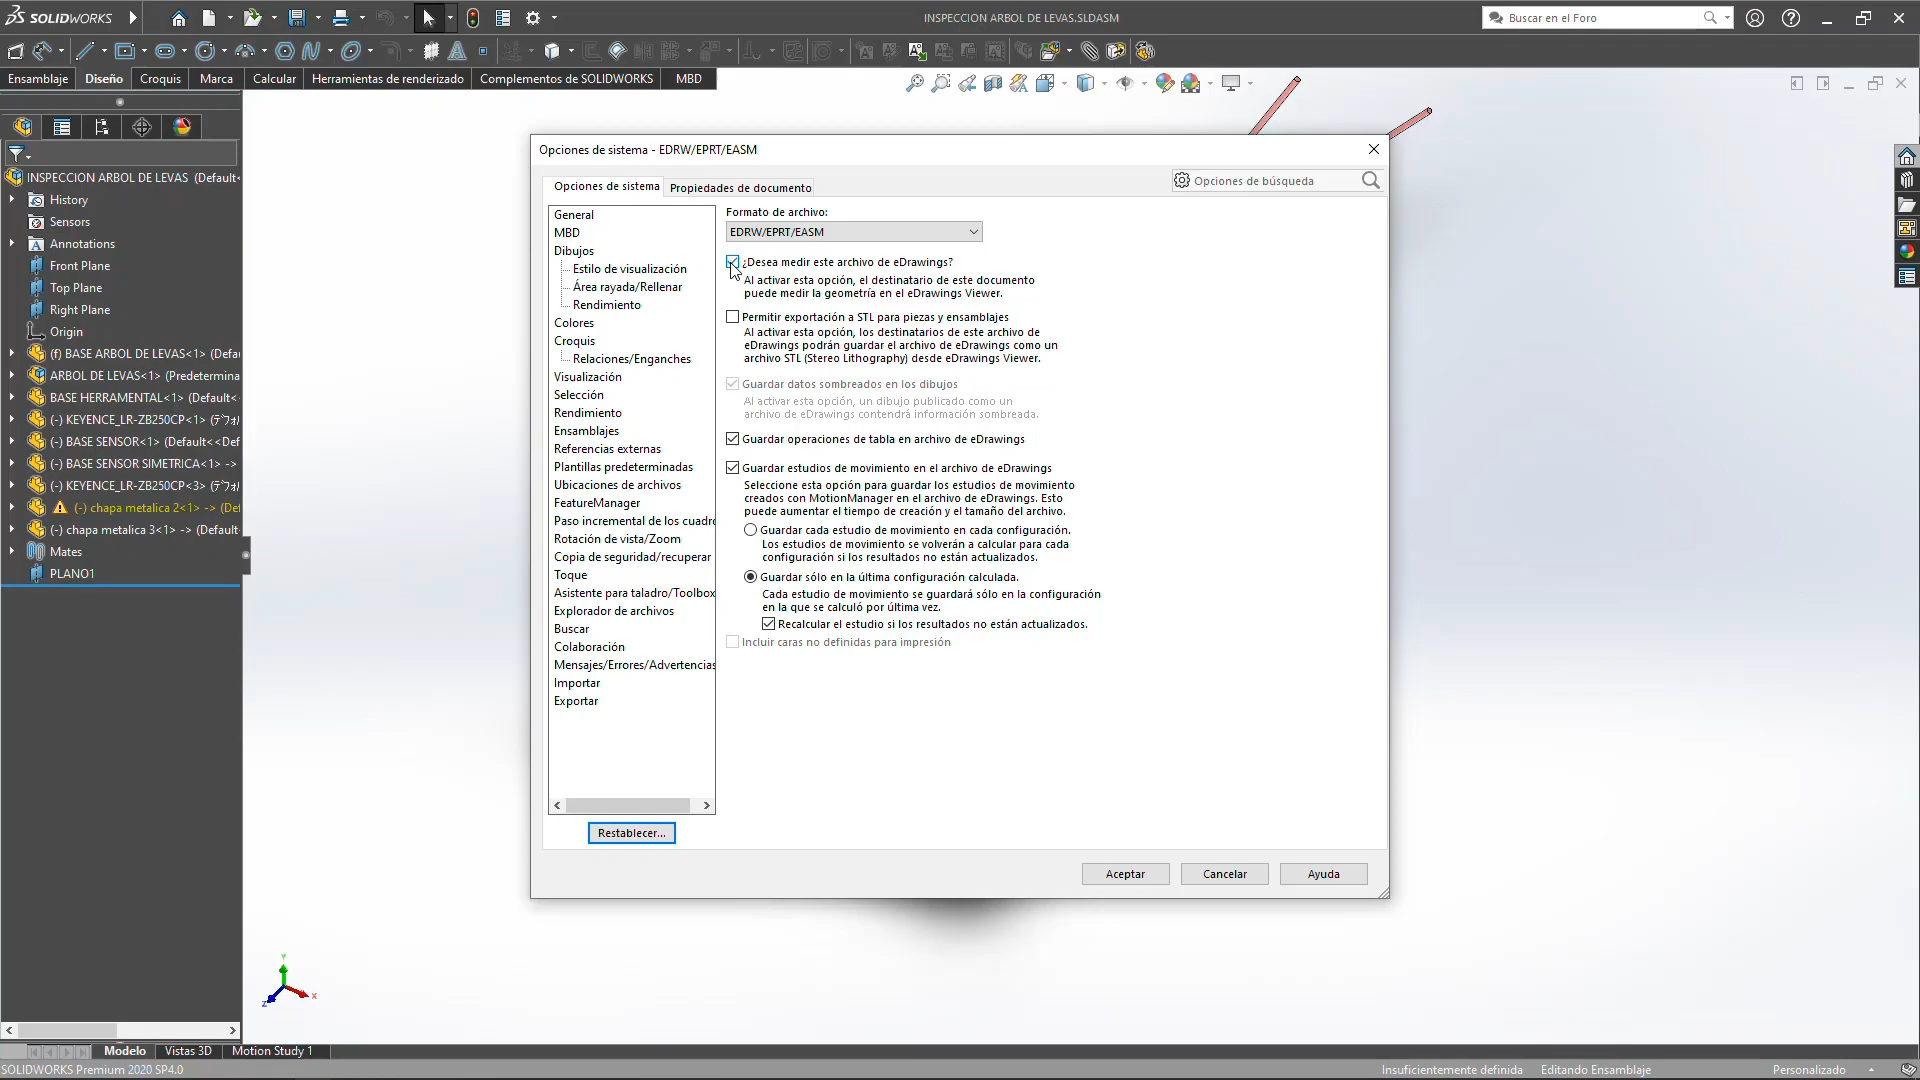 SOLIDWORKS
INSPECCION ARBOL DE LEVAS.SLDASM
Buscar en el Foro
Ensamblaje
Diseño
Croquis
Marca
Calcular
Herramientas de renderizado
Complementos de SOLIDWORKS
MBD
INSPECCION ARBOL DE LEVAS (Default<
History
Sensors
Annotations
Front Plane
Top Plane
Right Plane
Origin
(f) BASE ARBOL DE LEVAS<1> (Defa
ARBOL DE LEVAS<1> (Predetermina
BASE HERRAMENTAL<1> (Default<
(-) KEYENCE_LR-ZB250CP<1> (デフォ
(-) BASE SENSOR<1> (Default<<Def
(-) BASE SENSOR SIMETRICA<1> ->
(-) KEYENCE_LR-ZB250CP<3> (デフォ
(-) chapa metalica 2<1> -> (De
(-) chapa metalica 3<1> -> (Default
Mates
PLANO1
Opciones de sistema - EDRW/EPRT/EASM
Opciones de sistema
Propiedades de documento
Opciones de búsqueda
General
MBD
Dibujos
Estilo de visualización
Área rayada/Rellenar
Rendimiento
Colores
Croquis
Relaciones/Enganches
Visualización
Selección
Rendimiento
Ensamblajes
Referencias externas
Plantillas predeterminadas
Ubicaciones de archivos
FeatureManager
Paso incremental de los cuadro
Rotación de vista/Zoom
Copia de seguridad/recuperar
Toque
Asistente para taladro/Toolbox
Explorador de archivos
Buscar
Colaboración
Mensajes/Errores/Advertencias
Importar
Exportar
Restablecer...
Formato de archivo:
EDRW/EPRT/EASM
¿Desea medir este archivo de eDrawings?
Al activar esta opción, el destinatario de este documento
puede medir la geometría en el eDrawings Viewer.
Permitir exportación a STL para piezas y ensamblajes
Al activar esta opción, los destinatarios de este archivo de
eDrawings podrán guardar el archivo de eDrawings como un
archivo STL (Stereo Lithography) desde eDrawings Viewer.
Guardar datos sombreados en los dibujos
Al activar esta opción, un dibujo publicado como un
archivo de eDrawings contendrá información sombreada.
Guardar operaciones de tabla en archivo de eDrawings
Guardar estudios de movimiento en el archivo de eDrawings
Seleccione esta opción para guardar los estudios de movimiento
creados con MotionManager en el archivo de eDrawings. Esto
puede aumentar el tiempo de creación y el tamaño del archivo.
Guardar cada estudio de movimiento en cada configuración.
Los estudios de movimiento se volverán a calcular para cada
configuración si los resultados no están actualizados.
Guardar sólo en la última configuración calculada.
Cada estudio de movimiento se guardará sólo en la configuración
en la que se calculó por última vez.
Recalcular el estudio si los resultados no están actualizados.
Incluir caras no definidas para impresión
Aceptar
Cancelar
Ayuda
Y
X
Z
Modelo
Vistas 3D
Motion Study 1
SOLIDWORKS Premium 2020 SP4.0
Insuficientemente definida
Editando Ensamblaje
Personalizado